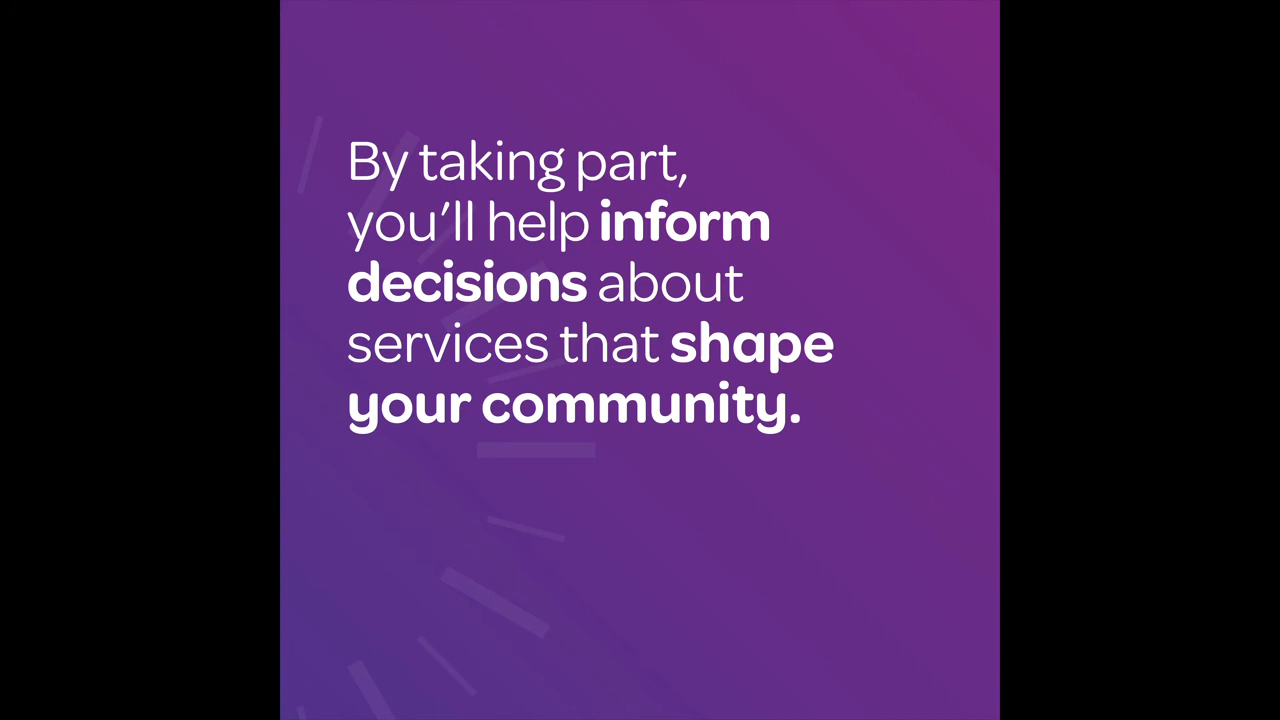 By taking part,
you’ll help inform
decisions about
services that shape
your community.